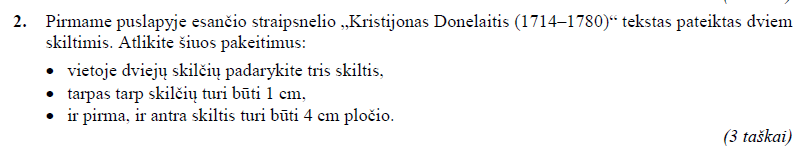 2. Pirmame puslapyje esančio straipsnelio „Kristijonas Donelaitis (1714–1780)“ tekstas pateiktas dviem
skiltimis. Atlikite šiuos pakeitimus:
• vietoje dviejų skilčių padarykite tris skiltis,
• tarpas tarp skilčių turi būti 1 cm,
• ir pirma, ir antra skiltis turi būti 4 cm pločio.
(3 taškai)